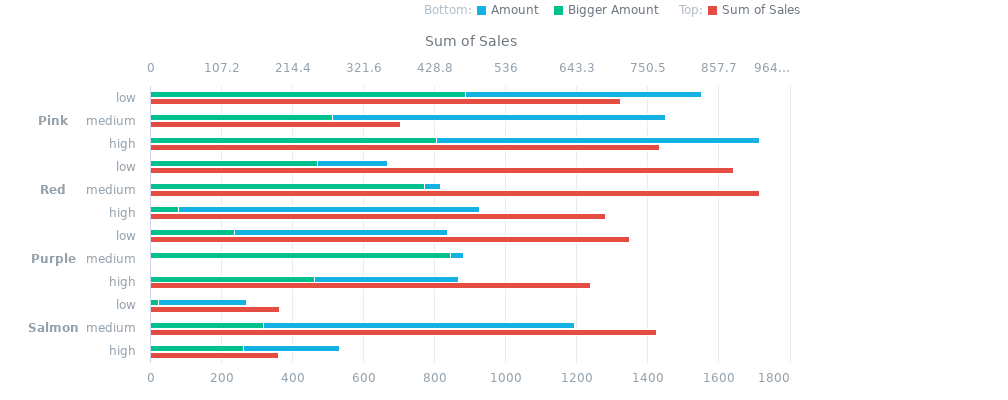 Bottom: Amount Bigger Amount Top: Sum of Sales
Sum of Sales
0 107.2 214.4 321.6 428.8 536 643.3 750.5 857.7 964...
low
Pink medium
high
low
Red medium
high
low
Purple medium
high
low
Salmon medium
high
0 200 400 600 800 1000 1200 1400 1600 1800